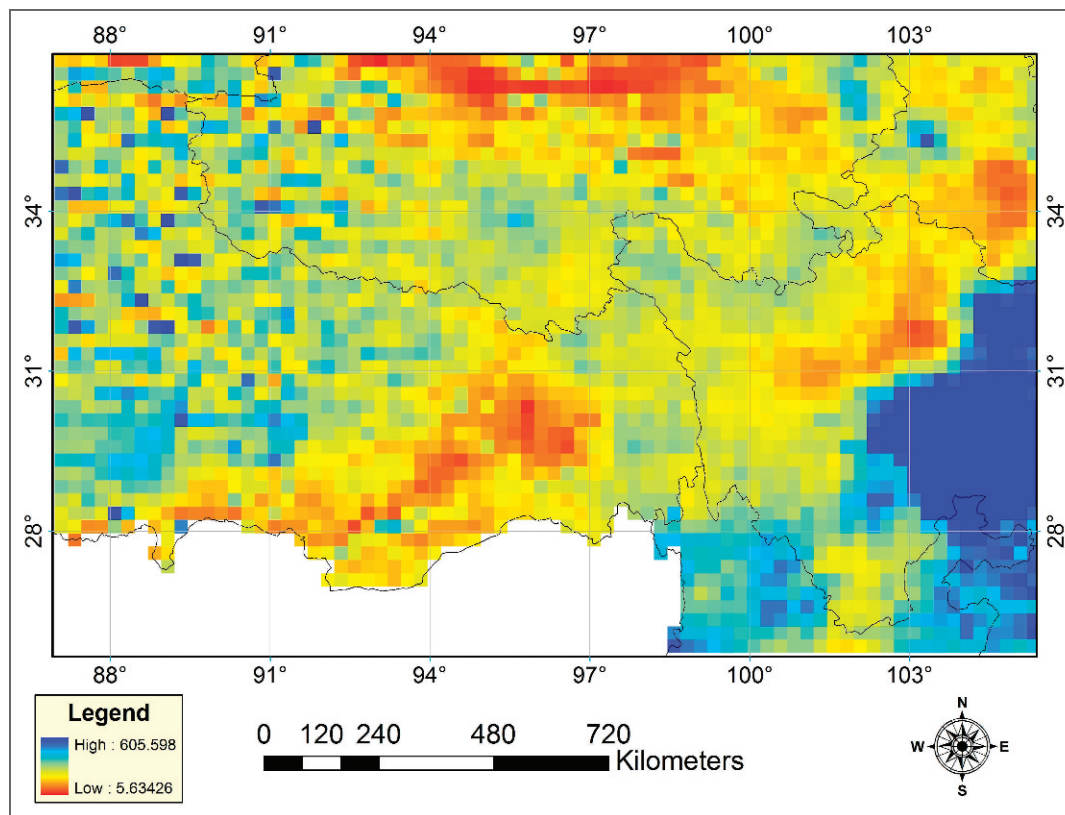 88° 91° 94° 97° 100° 103°
34° 34°
31° 31°
28° 28°
88° 91° 94° 97° 100° 103°
Legend
High : 605.598
Low : 5.63426
0 120 240 480 720
Kilometers
N
W E
S